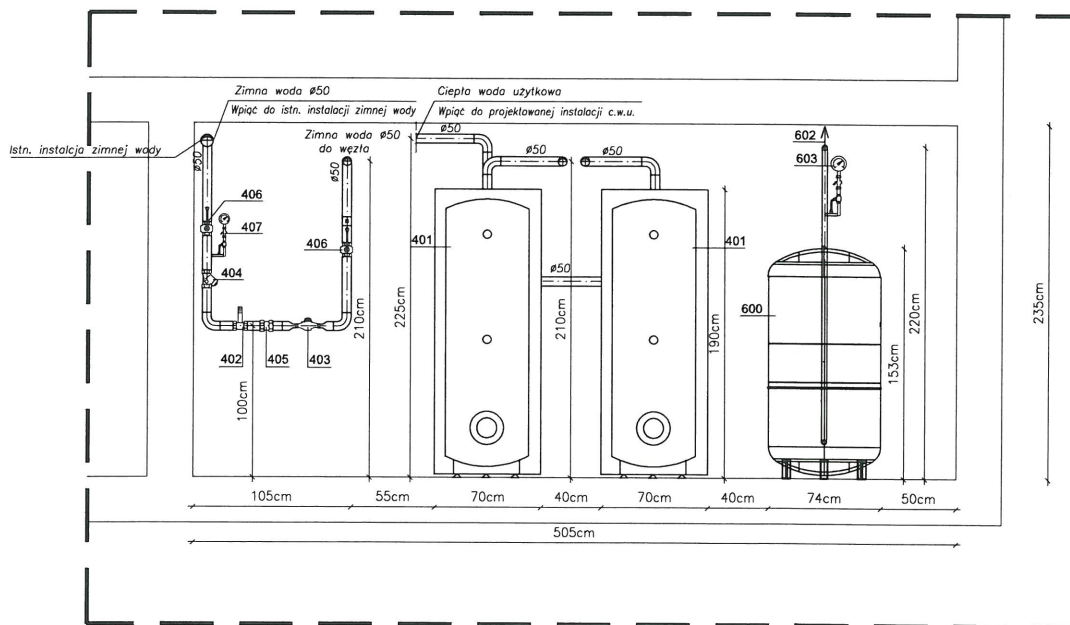 Zimna woda ø50
Wpiąć do istn. instalacji zimnej wody
Ciepła woda użytkowa
Wpiąć do projektowanej instalacji c.w.u.
Istn. instalcja zimnej wody
Zimna woda ø50
do węzła
ø50
ø50
ø50
ø50
ø50
ø50
602
603
406
407
404
406
401
401
402
405
403
600
100cm
210cm
225cm
210cm
190cm
153cm
220cm
235cm
105cm
55cm
70cm
40cm
70cm
40cm
74cm
50cm
505cm